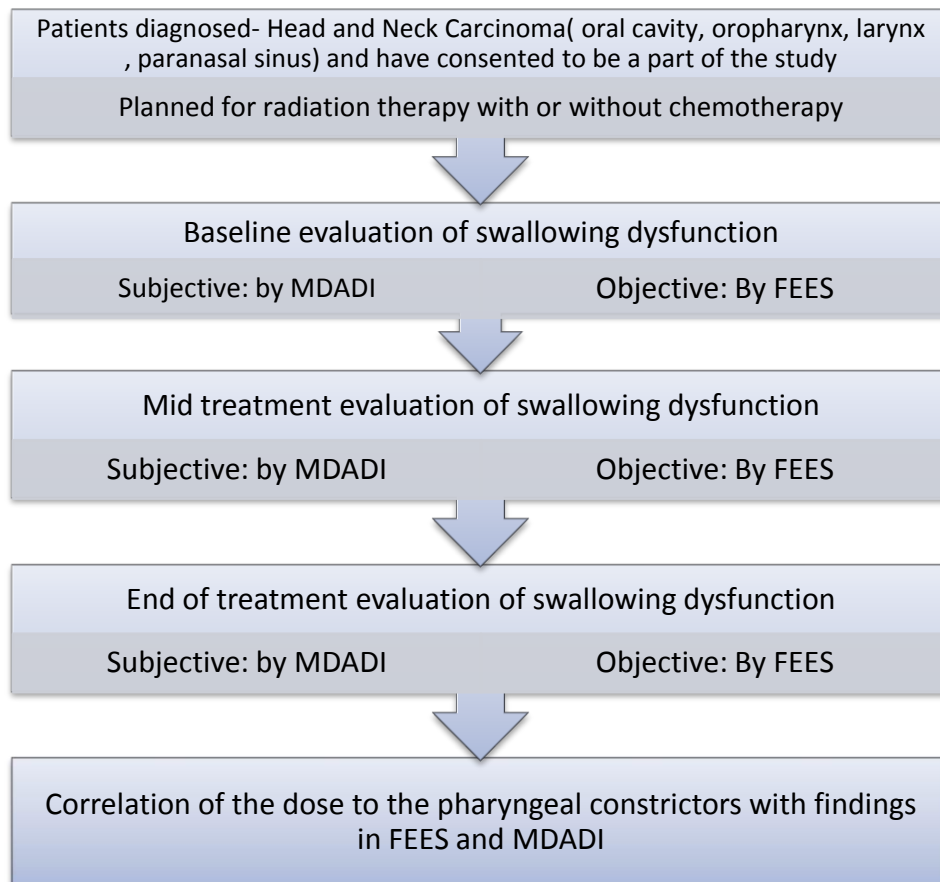 Patients diagnosed- Head and Neck Carcinoma( oral cavity, oropharynx, larynx
, paranasal sinus) and have consented to be a part of the study
Planned for radiation therapy with or without chemotherapy
Baseline evaluation of swallowing dysfunction
Subjective: by MDADI Objective: By FEES
Mid treatment evaluation of swallowing dysfunction
Subjective: by MDADI Objective: By FEES
End of treatment evaluation of swallowing dysfunction
Subjective: by MDADI Objective: By FEES
Correlation of the dose to the pharyngeal constrictors with findings
in FEES and MDADI